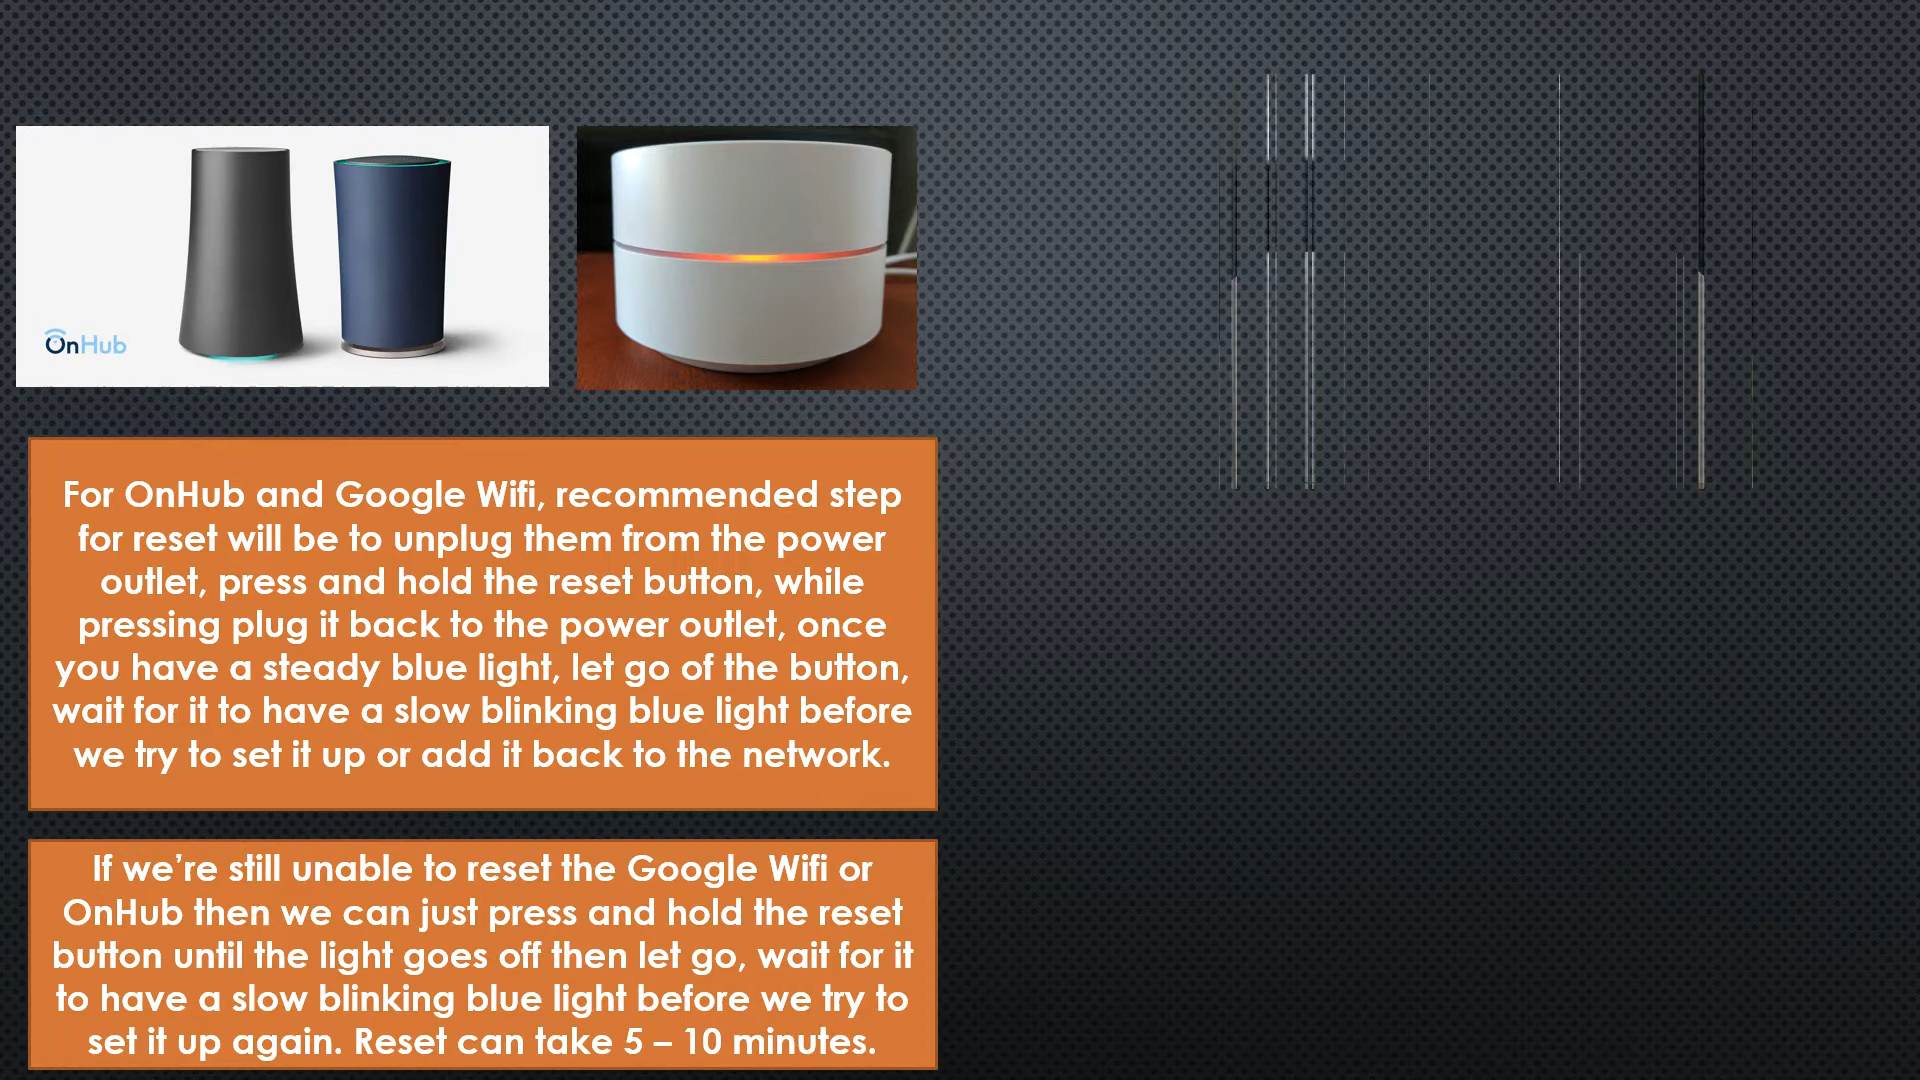 OnHub
For OnHub and Google Wifi, recommended step
for reset will be to unplug them from the power
outlet, press and hold the reset button, while
pressing plug it back to the power outlet, once
you have a steady blue light, let go of the button,
wait for it to have a slow blinking blue light before
we try to set it up or add it back to the network.
If we’re still unable to reset the Google Wifi or
OnHub then we can just press and hold the reset
button until the light goes off then let go, wait for it
to have a slow blinking blue light before we try to
set it up again. Reset can take 5 – 10 minutes.